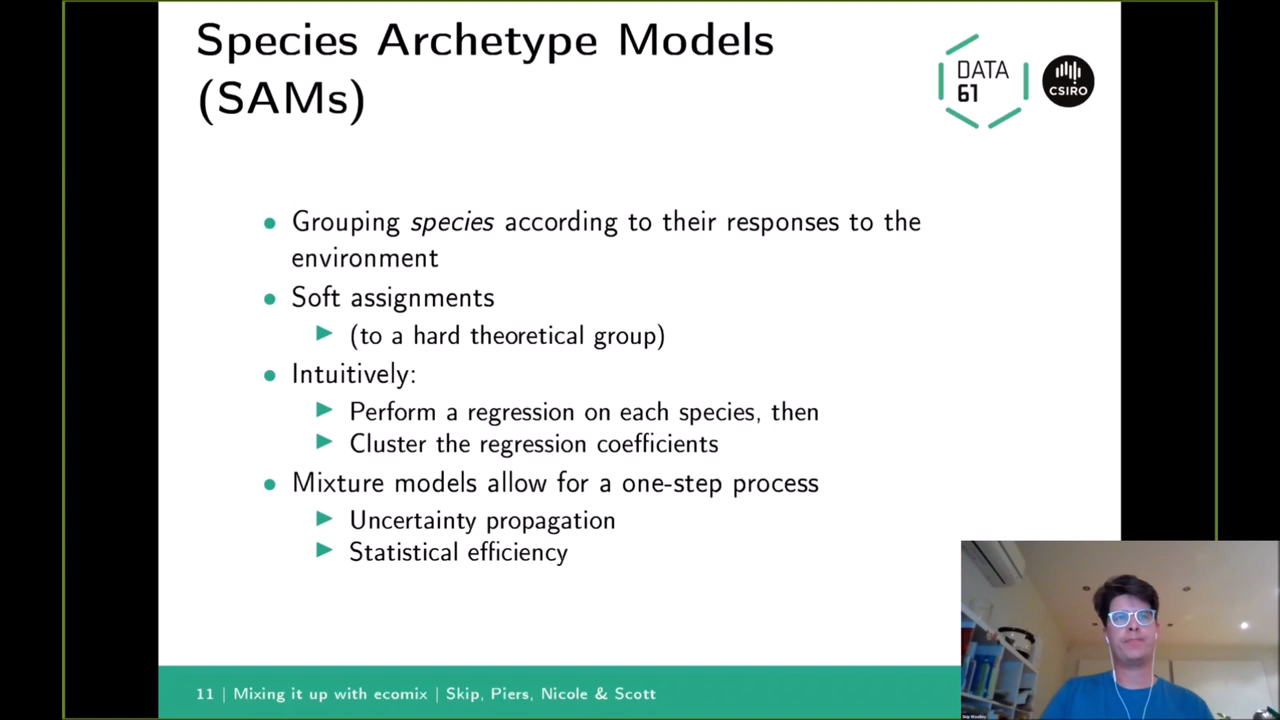 Species Archetype Models
(SAMs)
DATA
61
CSIRO
Grouping species according to their responses to the
environment
Soft assignments
(to a hard theoretical group)
Intuitively:
Perform a regression on each species, then
Cluster the regression coefficients
Mixture models allow for a one-step process
Uncertainty propagation
Statistical efficiency
11 | Mixing it up with ecomix | Skip, Piers, Nicole & Scott